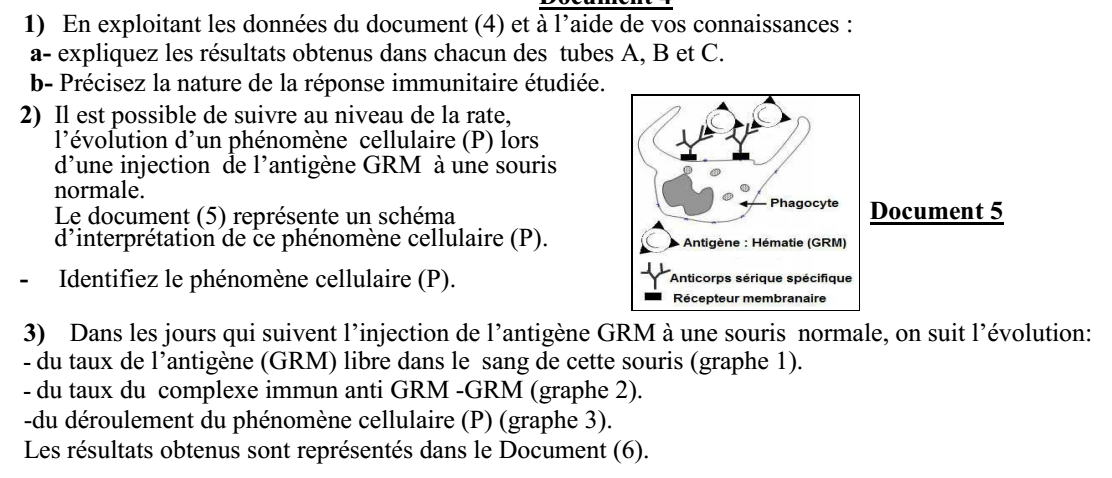 Document 4
1) En exploitant les données du document (4) et à l'aide de vos connaissances :
a- expliquez les résultats obtenus dans chacun des tubes A, B et C.
b- Précisez la nature de la réponse immunitaire étudiée.
2) Il est possible de suivre au niveau de la rate,
l'évolution d'un phénomène cellulaire (P) lors
d'une injection de l'antigène GRM à une souris
normale.
Le document (5) représente un schéma
d'interprétation de ce phénomène cellulaire (P).
- Identifiez le phénomène cellulaire (P).
Phagocyte
Antigène : Hématie (GRM)
Anticorps sérique spécifique
Récepteur membranaire
Document 5
3) Dans les jours qui suivent l'injection de l'antigène GRM à une souris normale, on suit l'évolution:
- du taux de l'antigène (GRM) libre dans le sang de cette souris (graphe 1).
- du taux du complexe immun anti GRM -GRM (graphe 2).
-du déroulement du phénomène cellulaire (P) (graphe 3).
Les résultats obtenus sont représentés dans le Document (6).